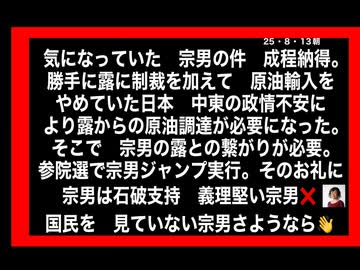 25・8・13朝
気になっていた　宗男の件　成程納得。
勝手に露に制裁を加えて　原油輸入を
やめていた日本　中東の政情不安に
より露からの原油調達が必要になった。
そこで　宗男の露との繋がりが必要。
参院選で宗男ジャンプ実行。そのお礼に
宗男は石破支持　義理堅い宗男❌
国民を　見ていない宗男さようなら👋